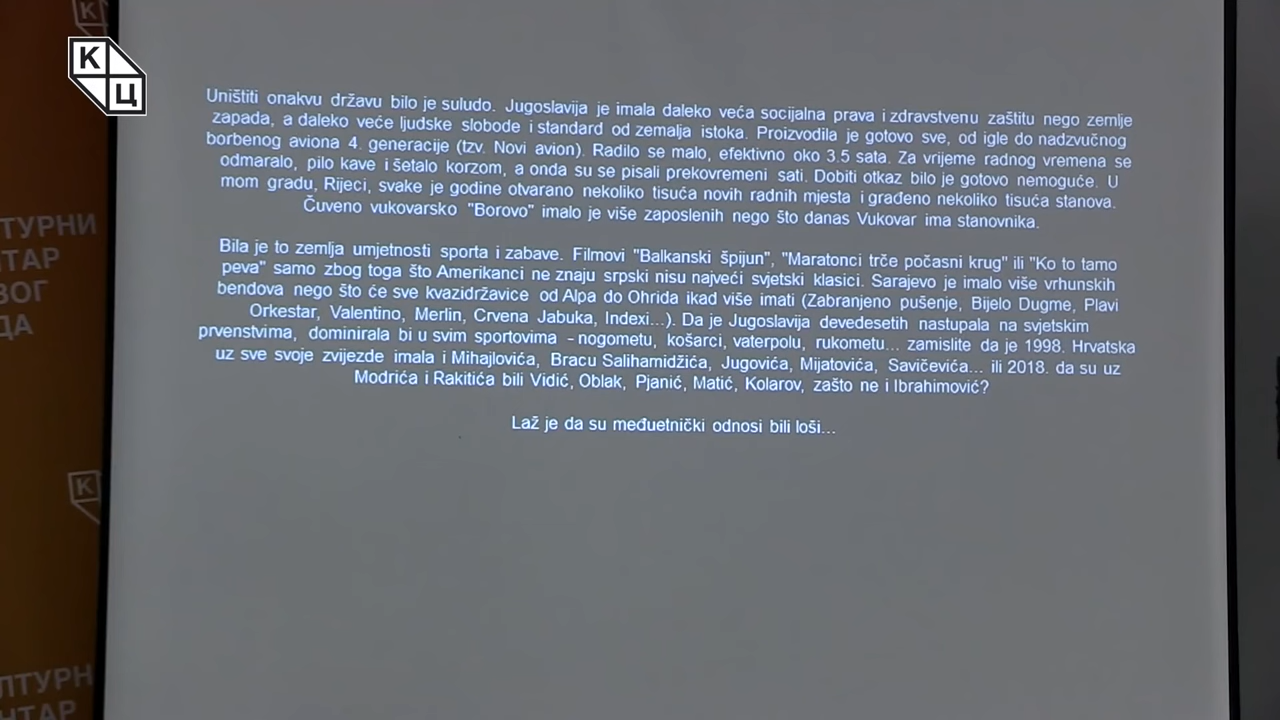 К
К
Ц
ТУРНИ
НТАР
ВОГ
ДА
Uništiti onakvu državu bilo je suludo. Jugoslavija je imala daleko veća socijalna prava i zdravstvenu zaštitu nego zemlje
zapada, a daleko veće ljudske slobode i standard od zemalja istoka. Proizvodila je gotovo sve, od igle do nadzvučnog
borbenog aviona 4. generacije (tzv. Novi avion). Radilo se malo, efektivno oko 3.5 sata. Za vrijeme radnog vremena se
odmaralo, pilo kave i šetalo korzom, a onda su se pisali prekovremeni sati. Dobiti otkaz bilo je gotovo nemoguće. U
mom gradu, Rijeci, svake je godine otvarano nekoliko tisuća novih radnih mjesta i građeno nekoliko tisuća stanova.
Čuveno vukovarsko "Borovo" imalo je više zaposlenih nego što danas Vukovar ima stanovnika.
Bila je to zemlja umjetnosti sporta i zabave. Filmovi "Balkanski špijun", "Maratonci trče počasni krug" ili "Ko to tamo
peva" samo zbog toga što Amerikanci ne znaju srpski nisu najveći svjetski klasici. Sarajevo je imalo više vrhunskih
bendova nego što će sve kvazidržavice od Alpa do Ohrida ikad više imati (Zabranjeno pušenje, Bijelo Dugme, Plavi
Orkestar, Valentino, Merlin, Crvena Jabuka, Indexi...). Da je Jugoslavija devedesetih nastupala na svjetskim
prvenstvima, dominirala bi u svim sportovima - nogometu, košarci, vaterpolu, rukometu... zamislite da je 1998. Hrvatska
uz sve svoje zvijezde imala i Mihajlovića, Bracu Salihamidžića, Jugovića, Mijatovića, Savičevića... ili 2018. da su uz
Modrića i Rakitića bili Vidić, Oblak, Pjanić, Matić, Kolarov, zašto ne i Ibrahimović?
Laž je da su međuetnički odnosi bili loši...
К
ЛТУРН
НТАР